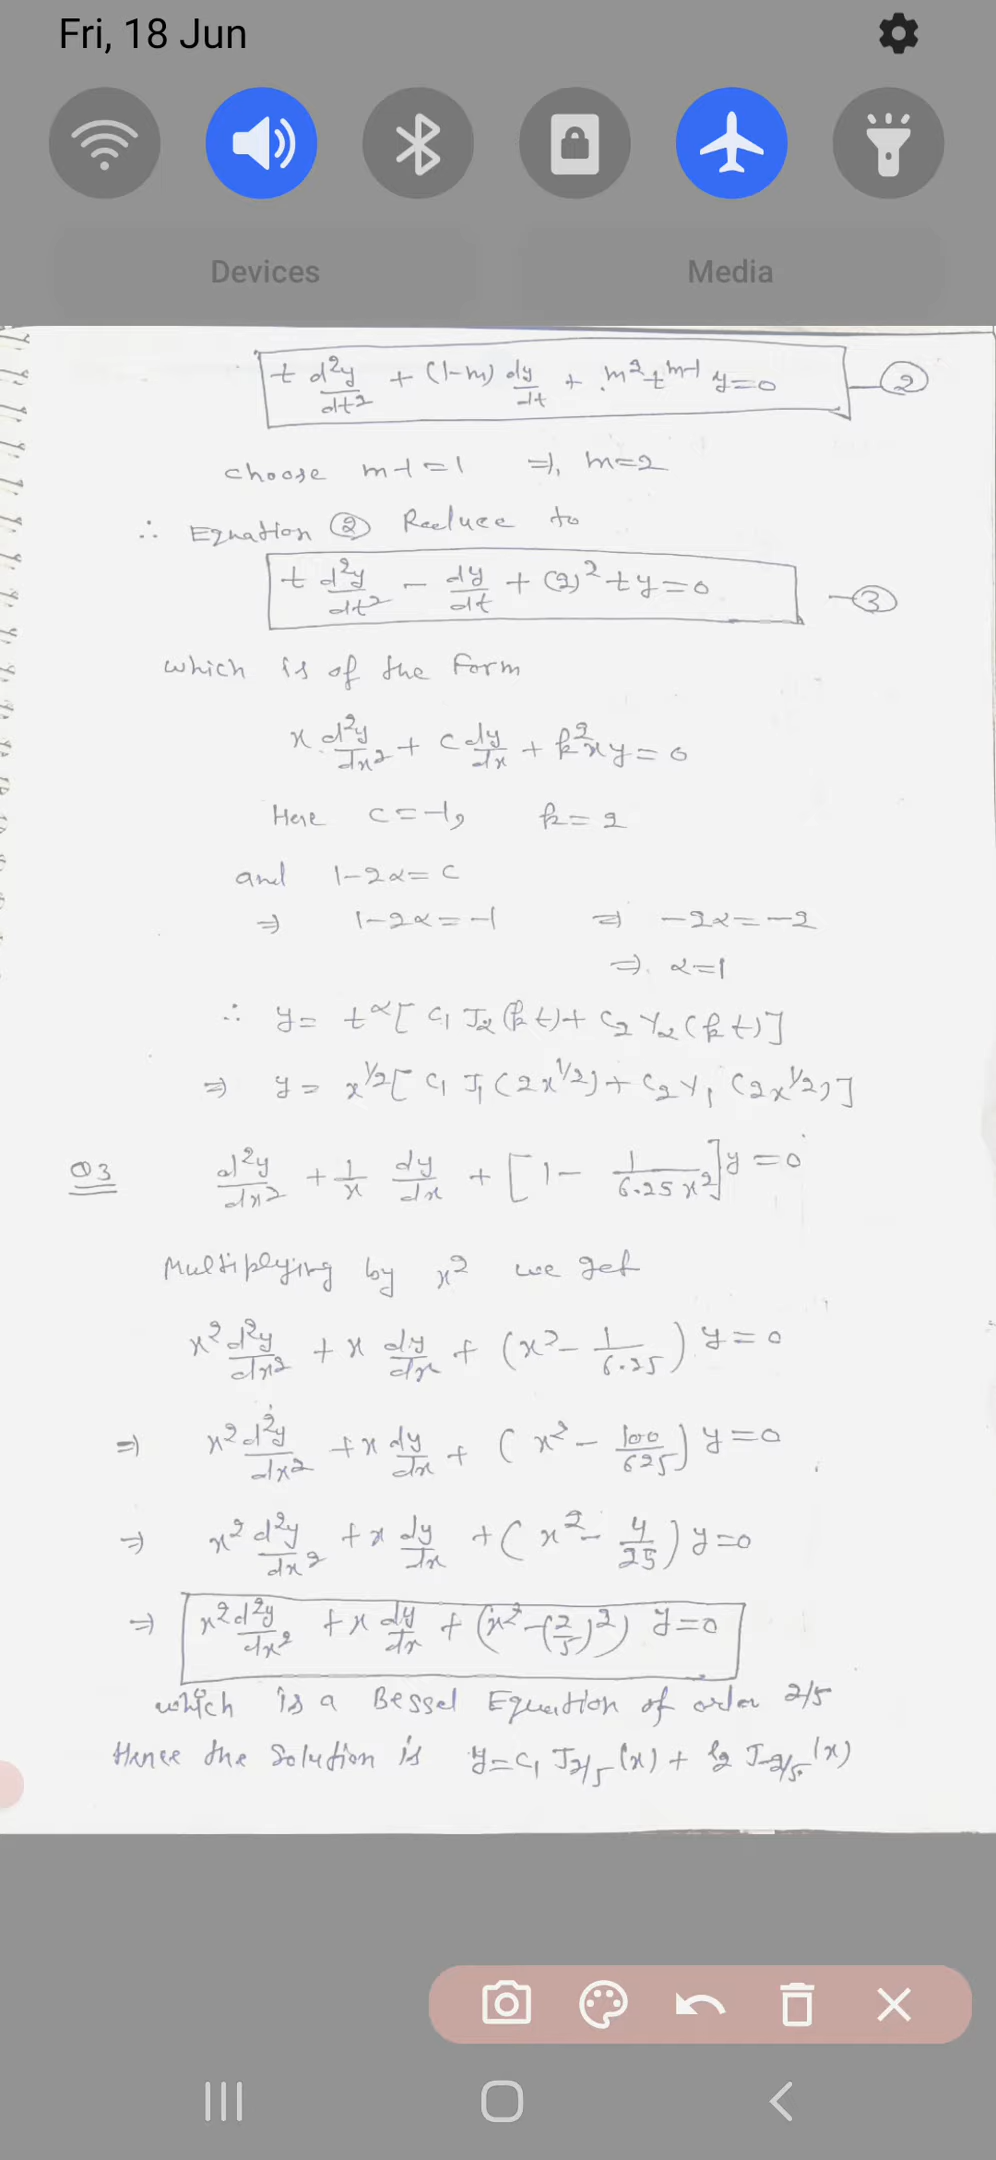 Fri, 18 Jun
Devices
Media
t d²y/dt² + (1-m) dy/dt + m² t^(m-1) y=0 —②
choose m-1=1 ⇒, m=2
∴ Equation ② Reduce to
t d²y/dt² - dy/dt + (2)² ty=0 —③
which is of the form
x d²y/dx² + c dy/dx + k²xy=0
Here c=-1, k=2
and 1-2α=c
⇒ 1-2α=-1 ⇒ -2α=-2
⇒ α=1
∴ y= t^α[ c₁ Jα(kt)+ c₂ Yα(kt)]
⇒ y= x^(1/2)[ c₁ J₁(2x^(1/2))+ c₂ Y₁(2x^(1/2))]
Q3 d²y/dx² + 1/x dy/dx + [1- 1/(6.25 x²)]y=0
Multiplying by x² we get
x² d²y/dx² + x dy/dx + (x²- 1/6.25) y=0
⇒ x² d²y/dx² +x dy/dx + (x² - 100/625) y=0
⇒ x² d²y/dx² +x dy/dx +(x²- 4/25) y=0
⇒ x² d²y/dx² +x dy/dx + (x²-(2/5)²) y=0
which is a Bessel Equation of order 2/5
Hence the Solution is y=c₁ J2/5(x) + c₂ J-2/5(x)